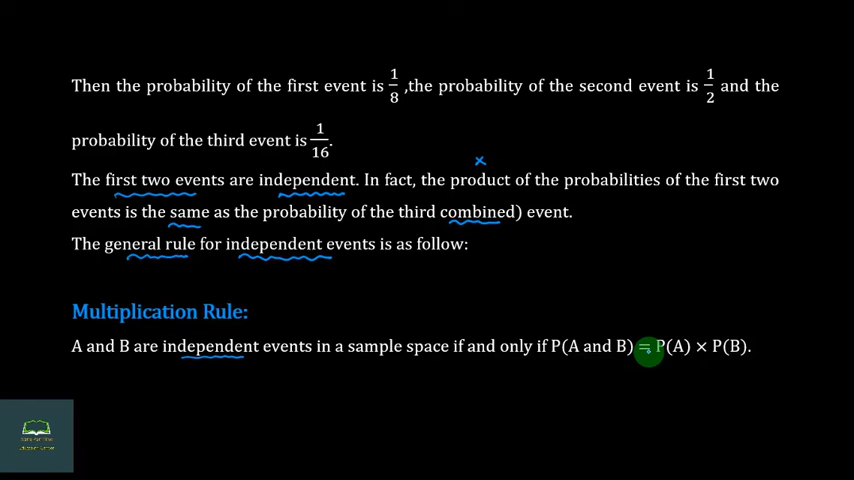 Then the probability of the first event is 1/8 ,the probability of the second event is 1/2 and the
probability of the third event is 1/16.
×
The first two events are independent. In fact, the product of the probabilities of the first two
events is the same as the probability of the third combined) event.
The general rule for independent events is as follow:
Multiplication Rule:
A and B are independent events in a sample space if and only if P(A and B) = P(A) × P(B).